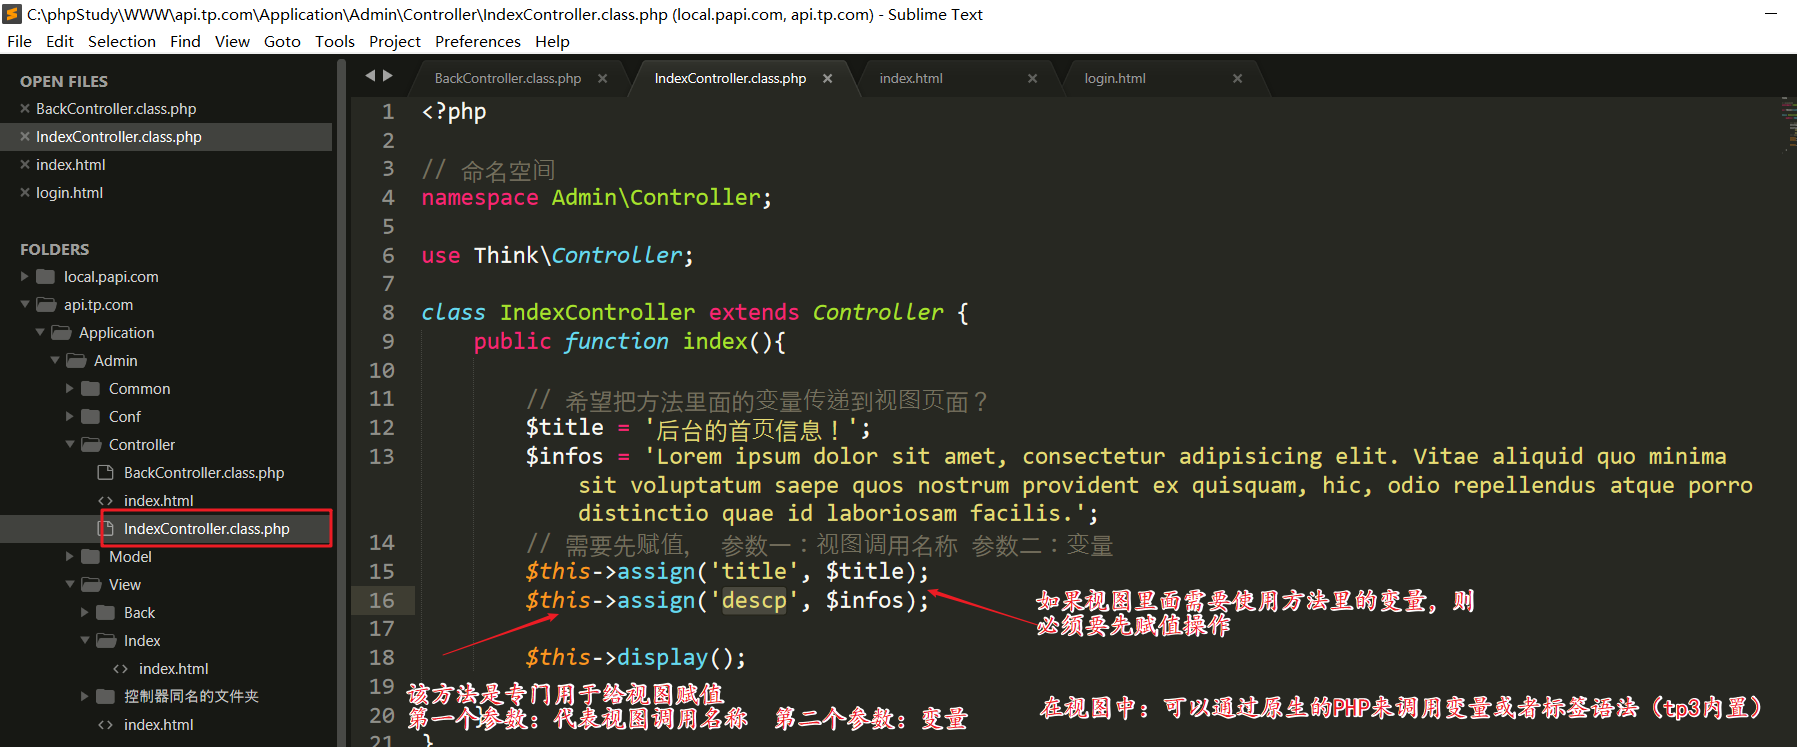 C:\phpStudy\WWW\api.tp.com\Application\Admin\Controller\IndexController.class.php (local.papi.com, api.tp.com) - Sublime Text
File Edit Selection Find View Goto Tools Project Preferences Help
OPEN FILES
BackController.class.php
IndexController.class.php
index.html
login.html
FOLDERS
local.papi.com
api.tp.com
Application
Admin
Common
Conf
Controller
BackController.class.php
index.html
IndexController.class.php
Model
View
Back
Index
index.html
控制器同名的文件夹
index.html
BackController.class.php IndexController.class.php index.html login.html
1 <?php
2
3 // 命名空间
4 namespace Admin\Controller;
5
6 use Think\Controller;
7
8 class IndexController extends Controller {
9 public function index(){
10
11 // 希望把方法里面的变量传递到视图页面？
12 $title = '后台的首页信息！';
13 $infos = 'Lorem ipsum dolor sit amet, consectetur adipisicing elit. Vitae aliquid quo minima
sit voluptatum saepe quos nostrum provident ex quisquam, hic, odio repellendus atque porro
distinctio quae id laboriosam facilis.';
14 // 需要先赋值， 参数一：视图调用名称 参数二：变量
15 $this->assign('title', $title);
16 $this->assign('descp', $infos);
17
18 $this->display();
19
20
21 }
如果视图里面需要使用方法里的变量，则
必须要先赋值操作
该方法是专门用于给视图赋值
第一个参数：代表视图调用名称 第二个参数：变量
在视图中：可以通过原生的PHP来调用变量或者标签语法（tp3内置）